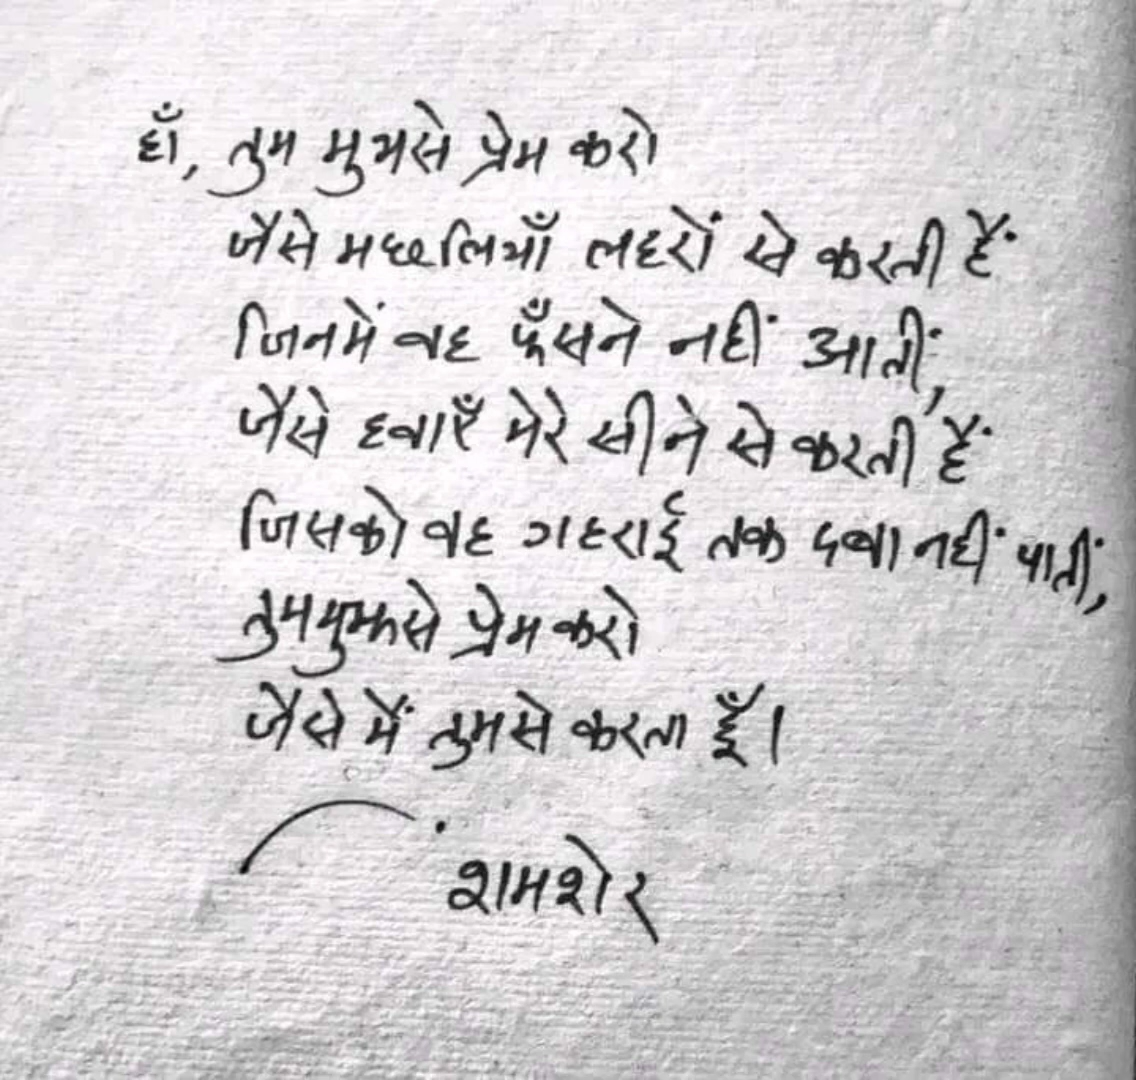 हाँ, तुम मुझसे प्रेम करो
जैसे मछलियाँ लहरों से करती हैं
जिनमें वह फँसने नहीं आतीं,
जैसे हवाएँ मेरे सीने से करती हैं
जिसको वह गहराई तक दबा नहीं पातीं,
तुम मुझसे प्रेम करो
जैसे मैं तुमसे करता हूँ।
शमशेर